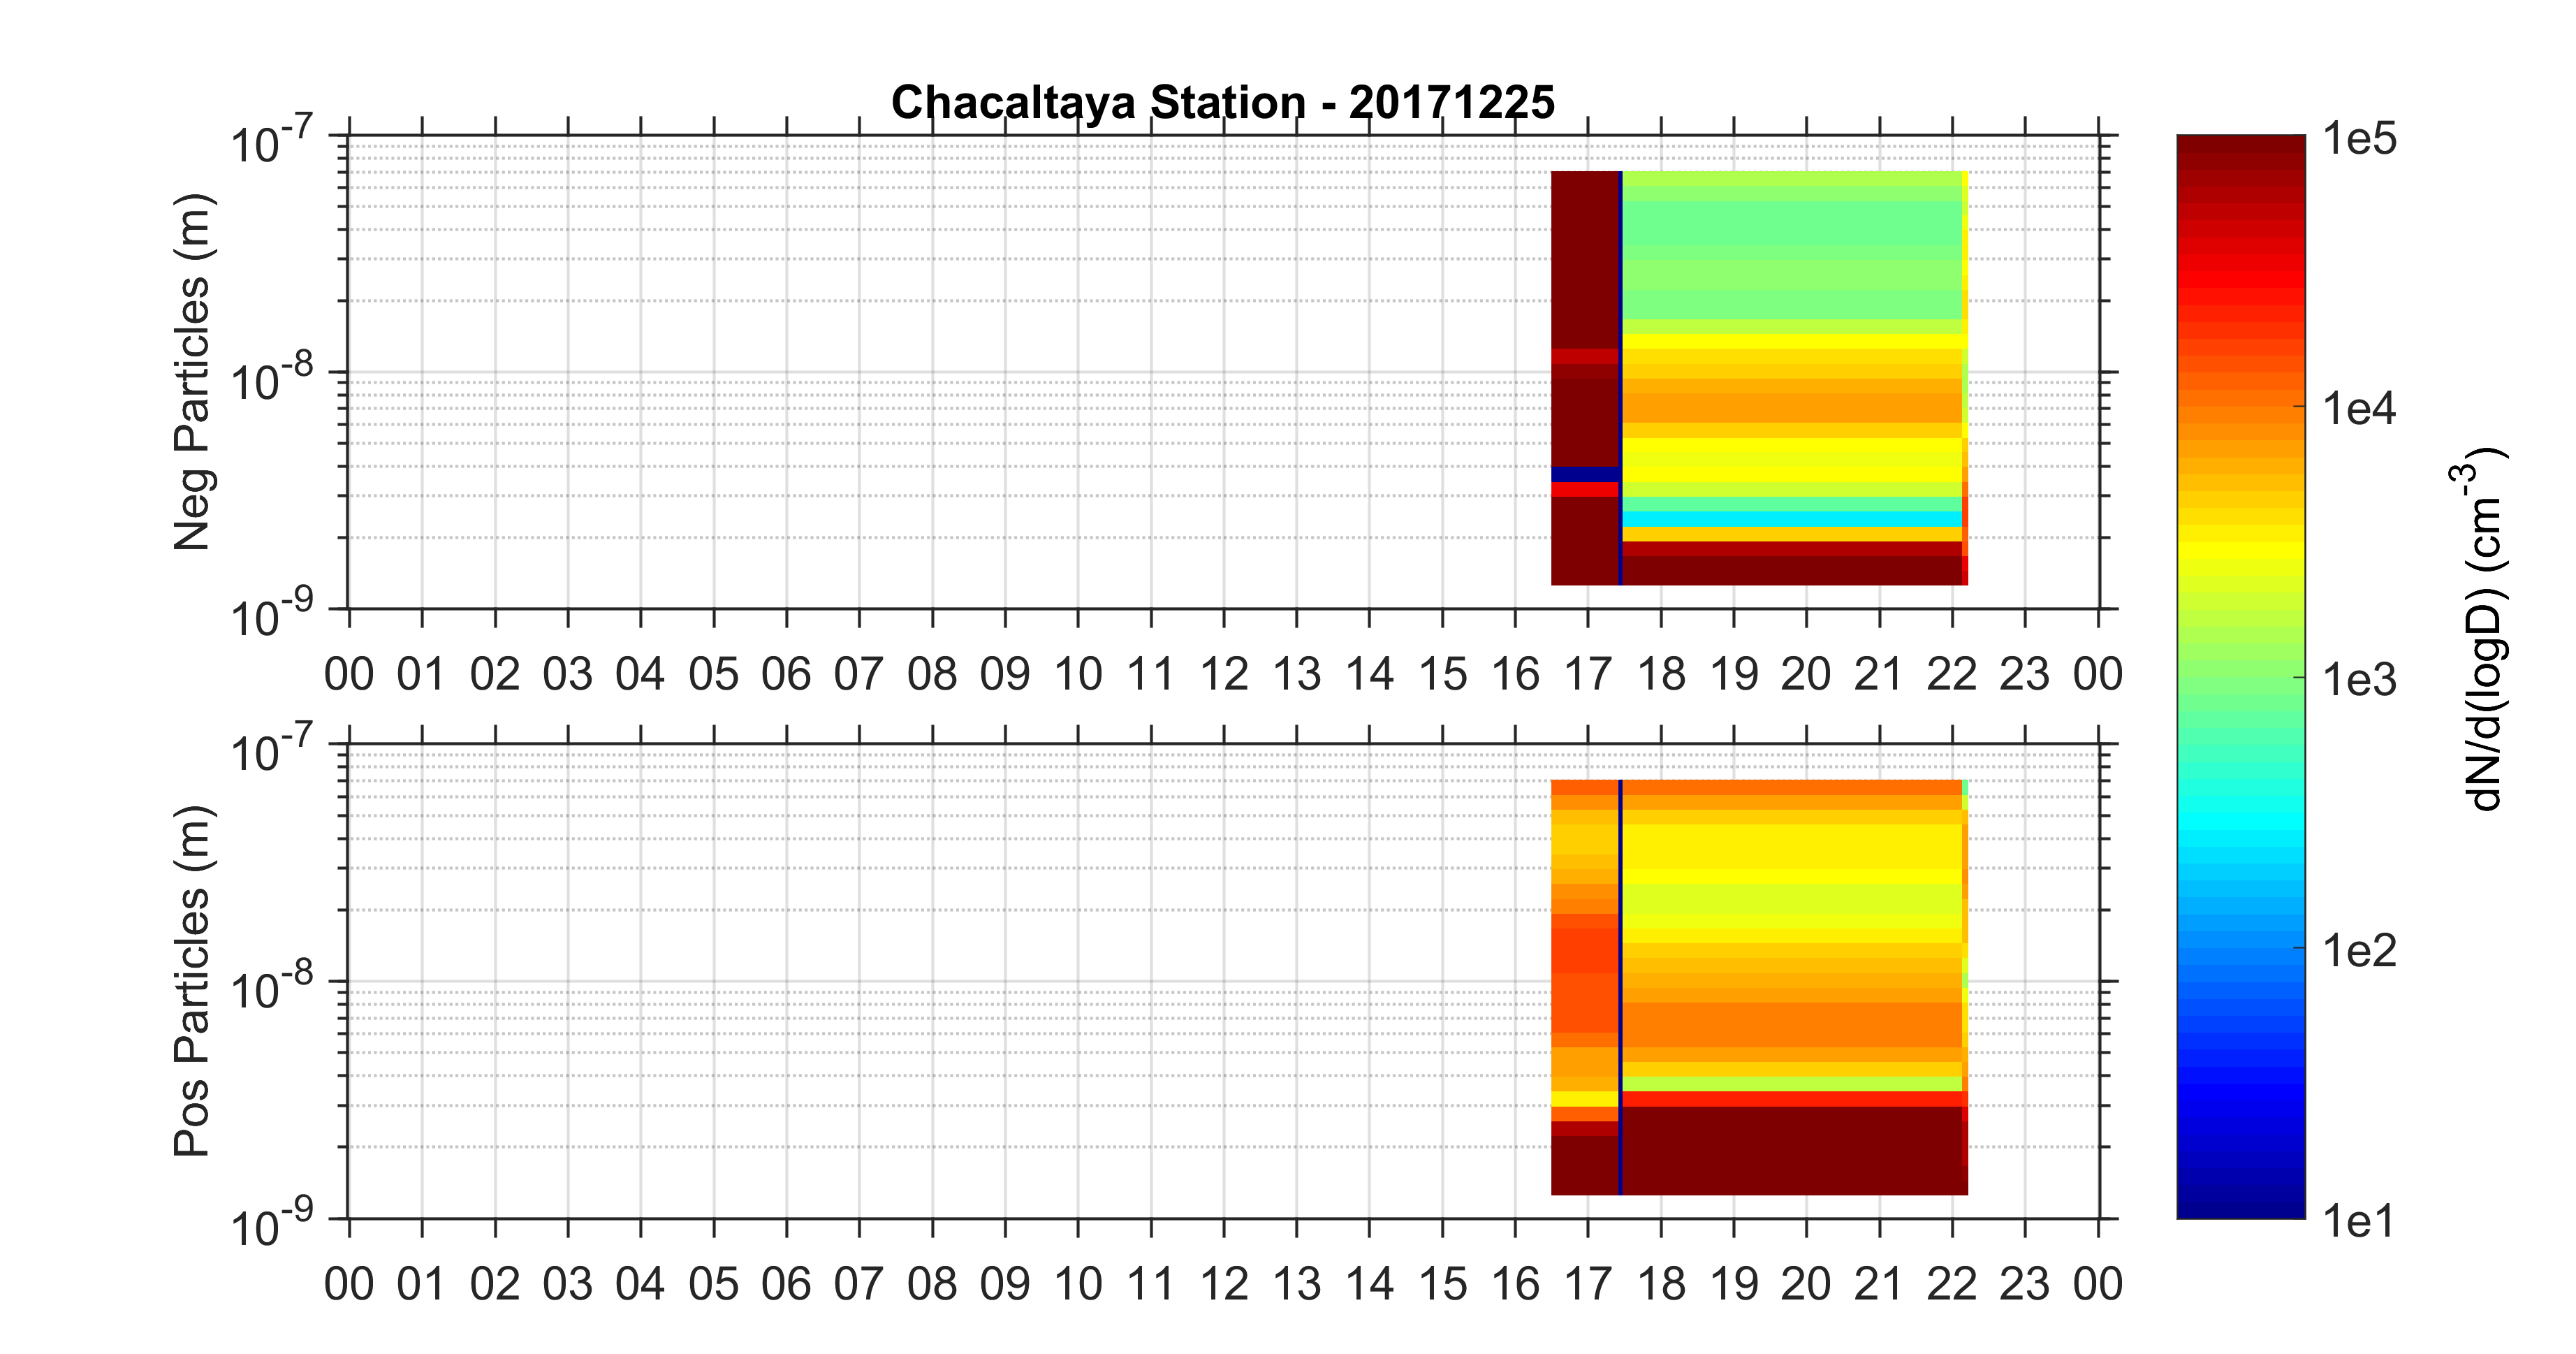 Chacaltaya Station - 20171225
Neg Particles (m)
10-7
10-8
10-9
00 01 02 03 04 05 06 07 08 09 10 11 12 13 14 15 16 17 18 19 20 21 22 23 00
Pos Particles (m)
10-7
10-8
10-9
00 01 02 03 04 05 06 07 08 09 10 11 12 13 14 15 16 17 18 19 20 21 22 23 00
1e5
1e4
1e3
1e2
1e1
dN/d(logD) (cm-3)